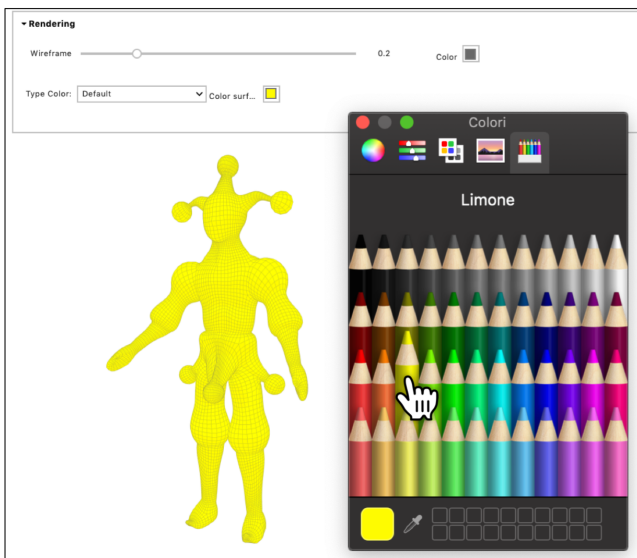 Rendering
Wireframe 0.2 Color
Type Color: Default Color surf...
Colori
Limone